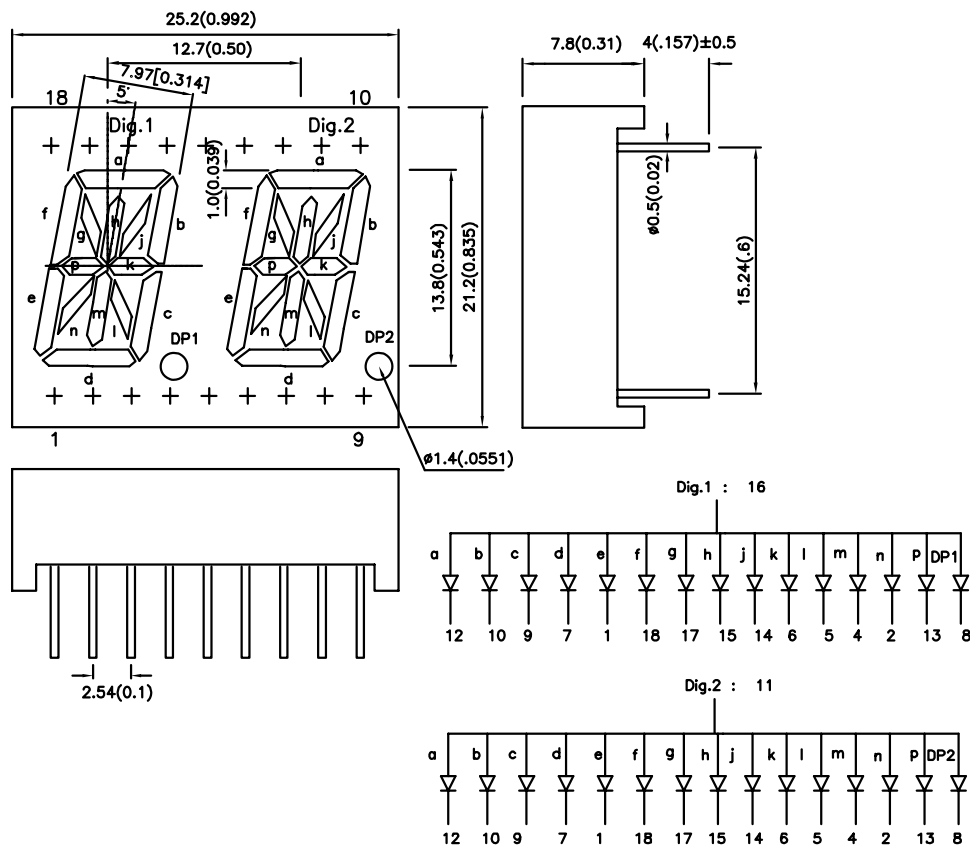 25.2(0.992)
12.7(0.50)
7.97[0.314]
5°
18
10
Dig.1
Dig.2
a
a
1.0(0.039)
f
b
g
h
j
p
k
e
c
n
m
l
d
DP1
f
b
g
h
j
p
k
e
c
n
m
l
d
DP2
13.8(0.543)
21.2(0.835)
1
9
ø1.4(.0551)
7.8(0.31)
4(.157)±0.5
ø0.5(0.02)
15.24(.6)
2.54(0.1)
Dig.1 : 16
a b c d e f g h j k l m n p DP1
12 10 9 7 1 18 17 15 14 6 5 4 2 13 8
Dig.2 : 11
a b c d e f g h j k l m n p DP2
12 10 9 7 1 18 17 15 14 6 5 4 2 13 8